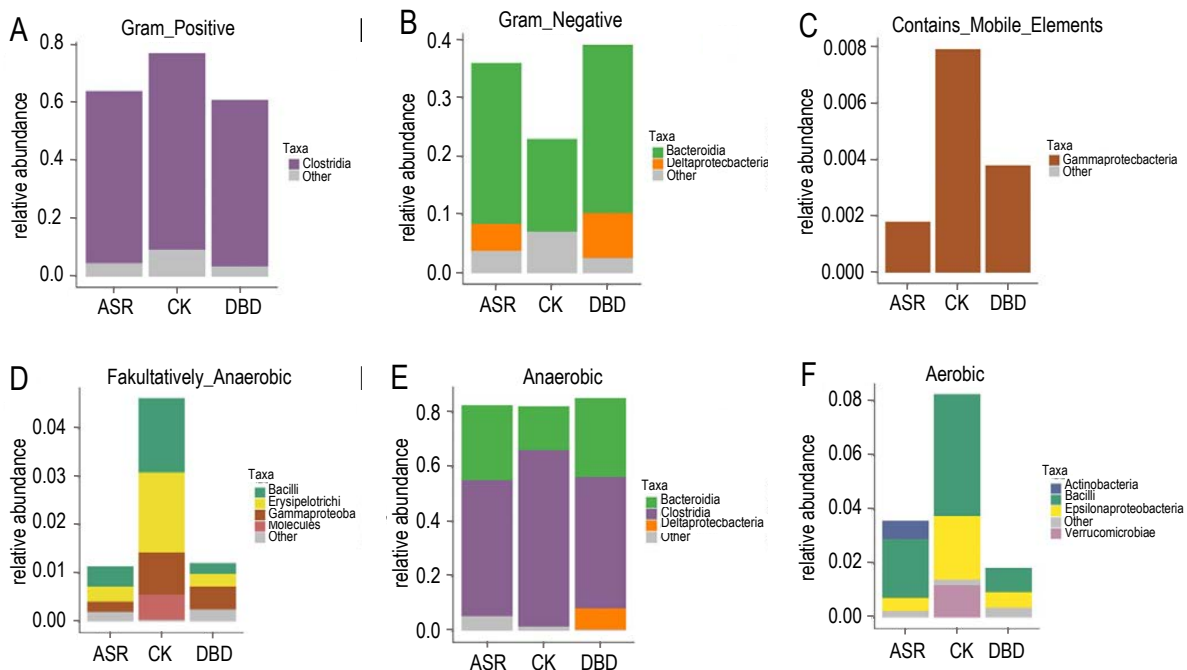 A
Gram_Positive
relative abundance
0.8
0.6
0.4
0.2
0.0
ASR CK DBD
Taxa
Clostridia
Other
B
Gram_Negative
relative abundance
0.4
0.3
0.2
0.1
0.0
ASR CK DBD
Taxa
Bacteroidia
Deltaprotecbacteria
Other
C
Contains_Mobile_Elements
relative abundance
0.008
0.006
0.004
0.002
0.000
ASR CK DBD
Taxa
Gammaprotecbacteria
Other
D
Fakultatively_Anaerobic
relative abundance
0.04
0.03
0.02
0.01
0.00
ASR CK DBD
Taxa
Bacilli
Erysipelotrichi
Gammaproteoba
Molecules
Other
E
Anaerobic
relative abundance
0.8
0.6
0.4
0.2
0.0
ASR CK DBD
Taxa
Bacteroidia
Clostridia
Deltaprotecbacteria
Other
F
Aerobic
relative abundance
0.08
0.06
0.04
0.02
0.00
ASR CK DBD
Taxa
Actinobacteria
Bacilli
Epsilonaproteobacteria
Other
Verrucomicrobiae